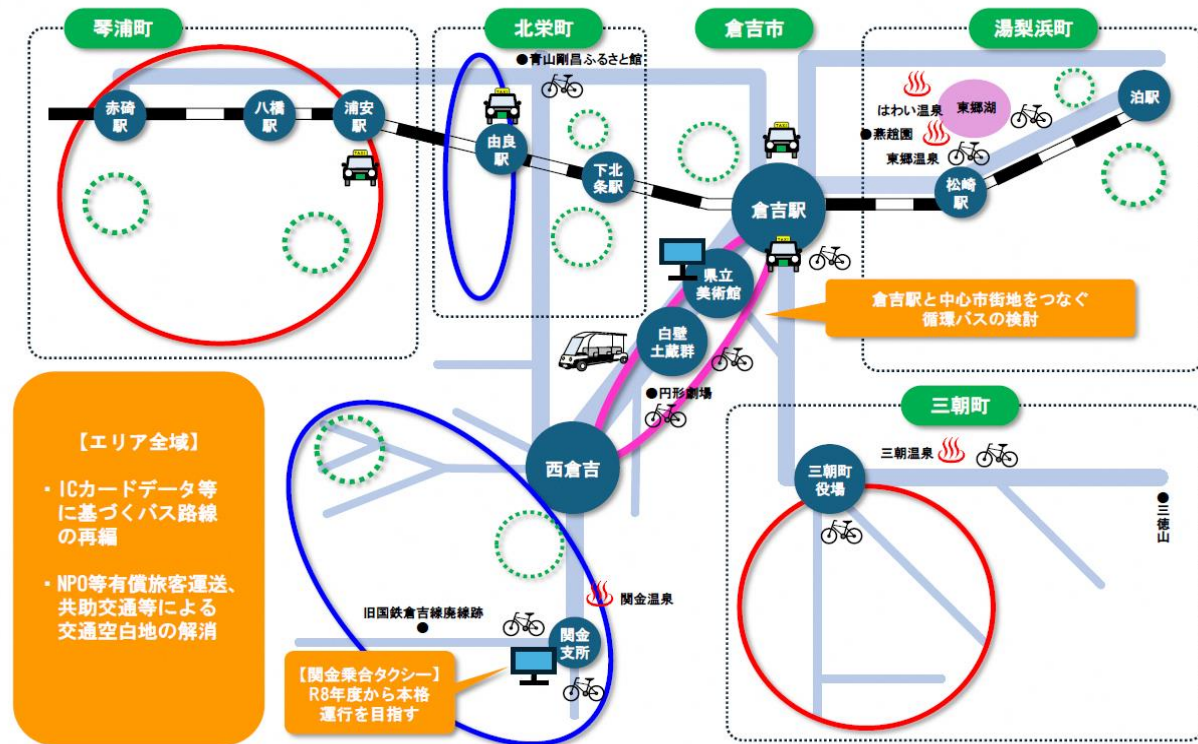 琴浦町
北栄町
倉吉市
湯梨浜町
●青山剛昌ふるさと館
赤碕
駅
八橋
駅
浦安
駅
TAXI
由良
駅
下北
条駅
TAXI
TAXI
倉吉駅
TAXI
はわい温泉
東郷湖
●燕趙園
東郷温泉
松崎
駅
泊駅
県立
美術館
白壁
土蔵群
●円形劇場
倉吉駅と中心市街地をつなぐ
循環バスの検討
西倉吉
三朝町
三朝温泉
三朝町
役場
●三徳山
【エリア全域】
・ICカードデータ等
に基づくバス路線
の再編
・NPO等有償旅客運送、
共助交通等による
交通空白地の解消
関金温泉
旧国鉄倉吉線廃線跡
●
関金
支所
【関金乗合タクシー】
R8年度から本格
運行を目指す